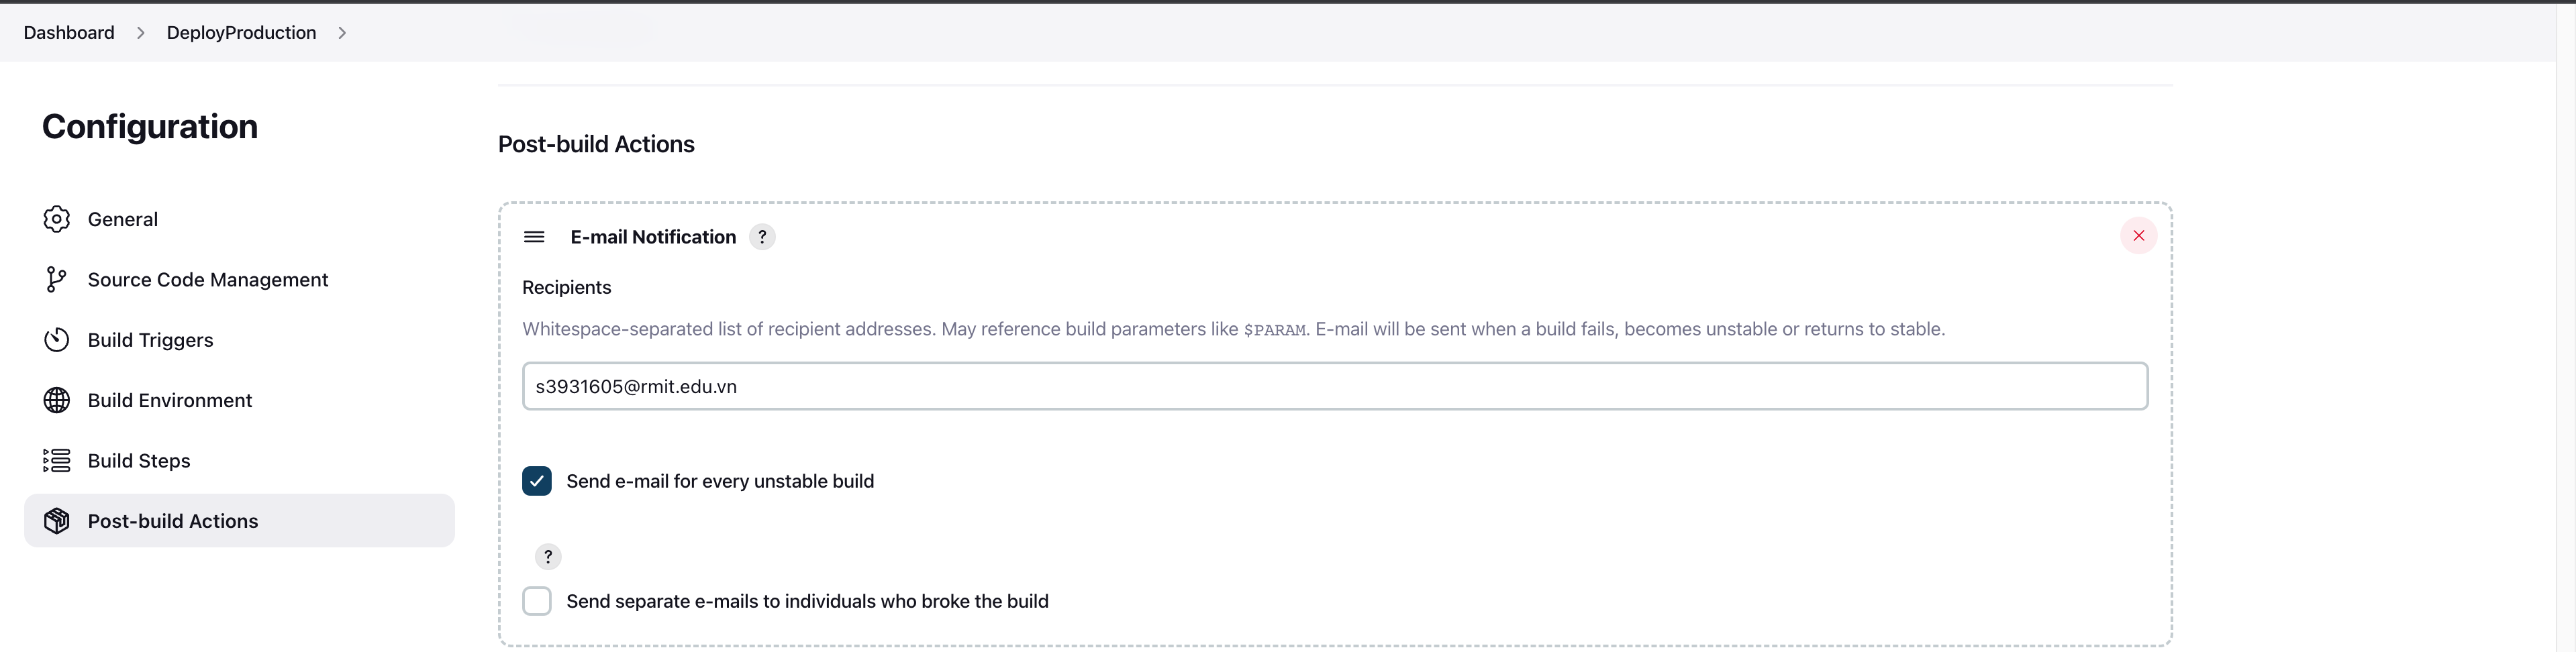 Dashboard > DeployProduction >
Configuration
General
Source Code Management
Build Triggers
Build Environment
Build Steps
Post-build Actions
Post-build Actions
E-mail Notification ?
Recipients
Whitespace-separated list of recipient addresses. May reference build parameters like $PARAM. E-mail will be sent when a build fails, becomes unstable or returns to stable.
s3931605@rmit.edu.vn
Send e-mail for every unstable build
?
Send separate e-mails to individuals who broke the build